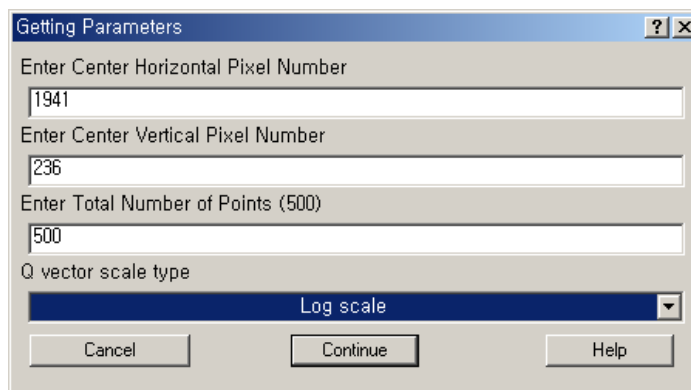 Getting Parameters
Enter Center Horizontal Pixel Number
1941
Enter Center Vertical Pixel Number
236
Enter Total Number of Points (500)
500
Q vector scale type
Log scale
Cancel Continue Help